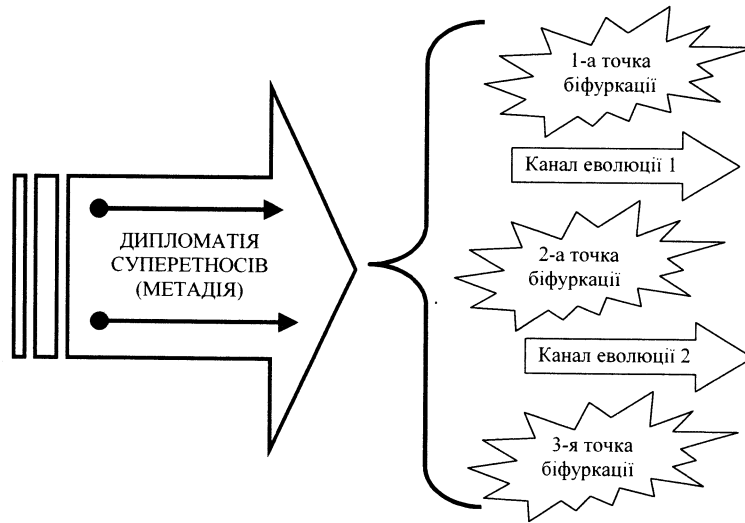 ДИПЛОМАТІЯ
СУПЕРЕТНОСІВ
(МЕТАДІЯ)
1-а точка
біфуркації
Канал еволюції 1
2-а точка
біфуркації
Канал еволюції 2
3-я точка
біфуркації